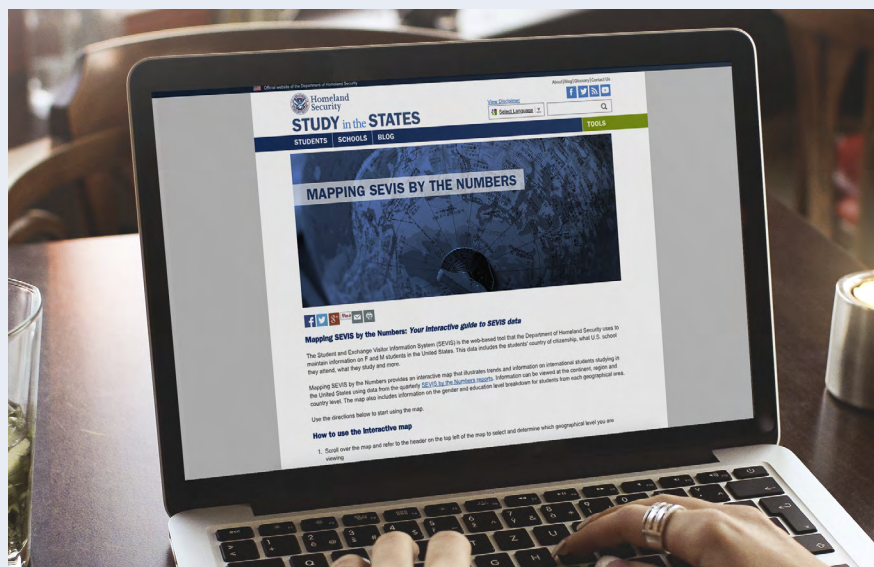 Official website of the Department of Homeland Security
About|Blog|Glossary|Contact Us
Homeland
Security
View Disclaimer
Select Language
STUDY in the STATES
STUDENTS SCHOOLS BLOG
TOOLS
MAPPING SEVIS BY THE NUMBERS
Mapping SEVIS by the Numbers: Your interactive guide to SEVIS data
The Student and Exchange Visitor Information System (SEVIS) is the web-based tool that the Department of Homeland Security uses to
maintain information on F and M students in the United States. This data includes the students' country of citizenship, what U.S. school
they attend, what they study and more.
Mapping SEVIS by the Numbers provides an interactive map that illustrates trends and information on international students studying in
the United States using data from the quarterly SEVIS by the Numbers reports. Information can be viewed at the continent, region and
country level. The map also includes information on the gender and education level breakdown for students from each geographical area.
Use the directions below to start using the map.
How to use the interactive map
1. Scroll over the map and refer to the header on the top left of the map to select and determine which geographical level you are
viewing